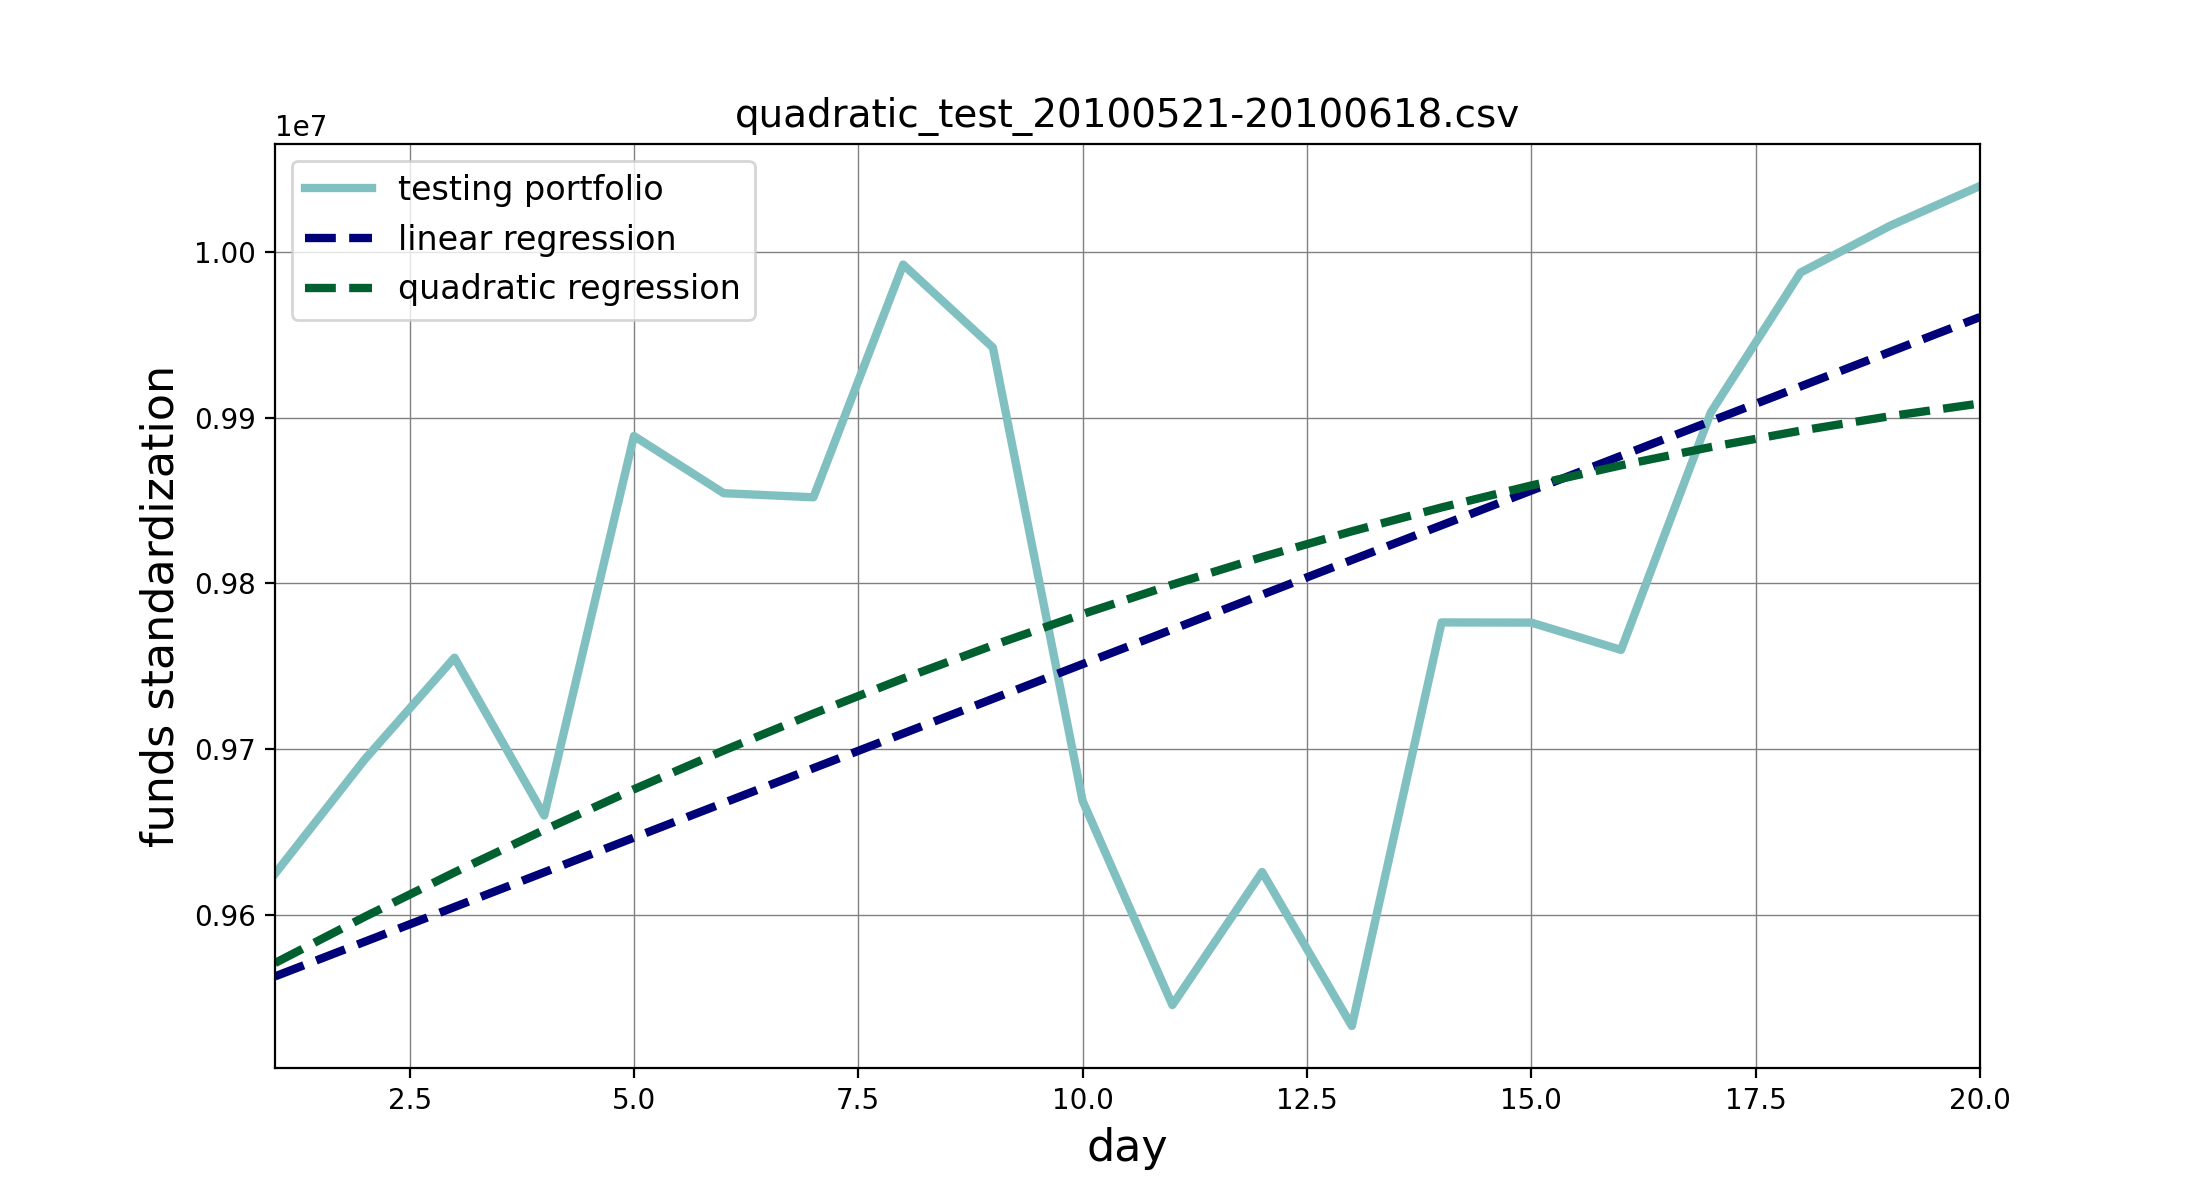 quadratic_test_20100521-20100618.csv
1e7
testing portfolio
linear regression
quadratic regression
1.00
0.99
0.98
0.97
0.96
funds standardization
2.5 5.0 7.5 10.0 12.5 15.0 17.5 20.0
day